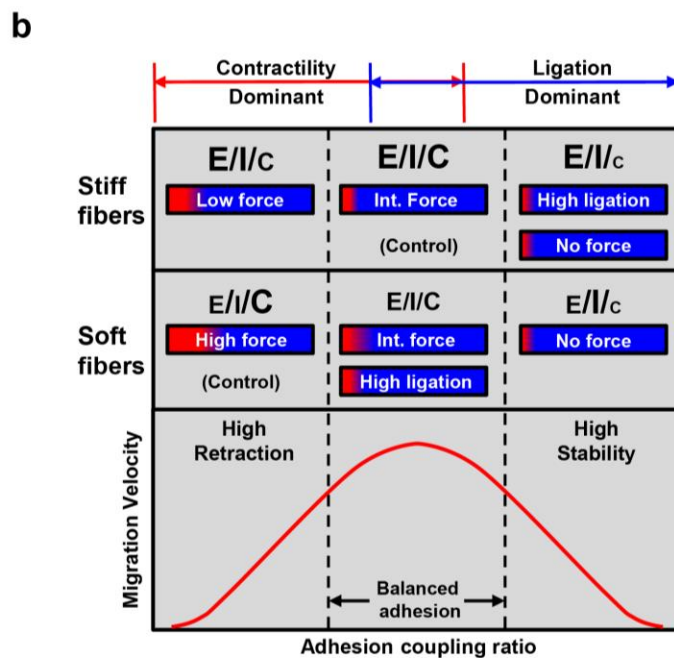 b
Contractility Ligation
Dominant Dominant
Stiff
fibers
E/I/C E/I/C E/I/C
Low force Int. Force High ligation
(Control) No force
Soft
fibers
E/I/C E/I/C E/I/C
High force Int. force No force
(Control) High ligation
Migration Velocity
High
Retraction
High
Stability
Balanced
adhesion
Adhesion coupling ratio